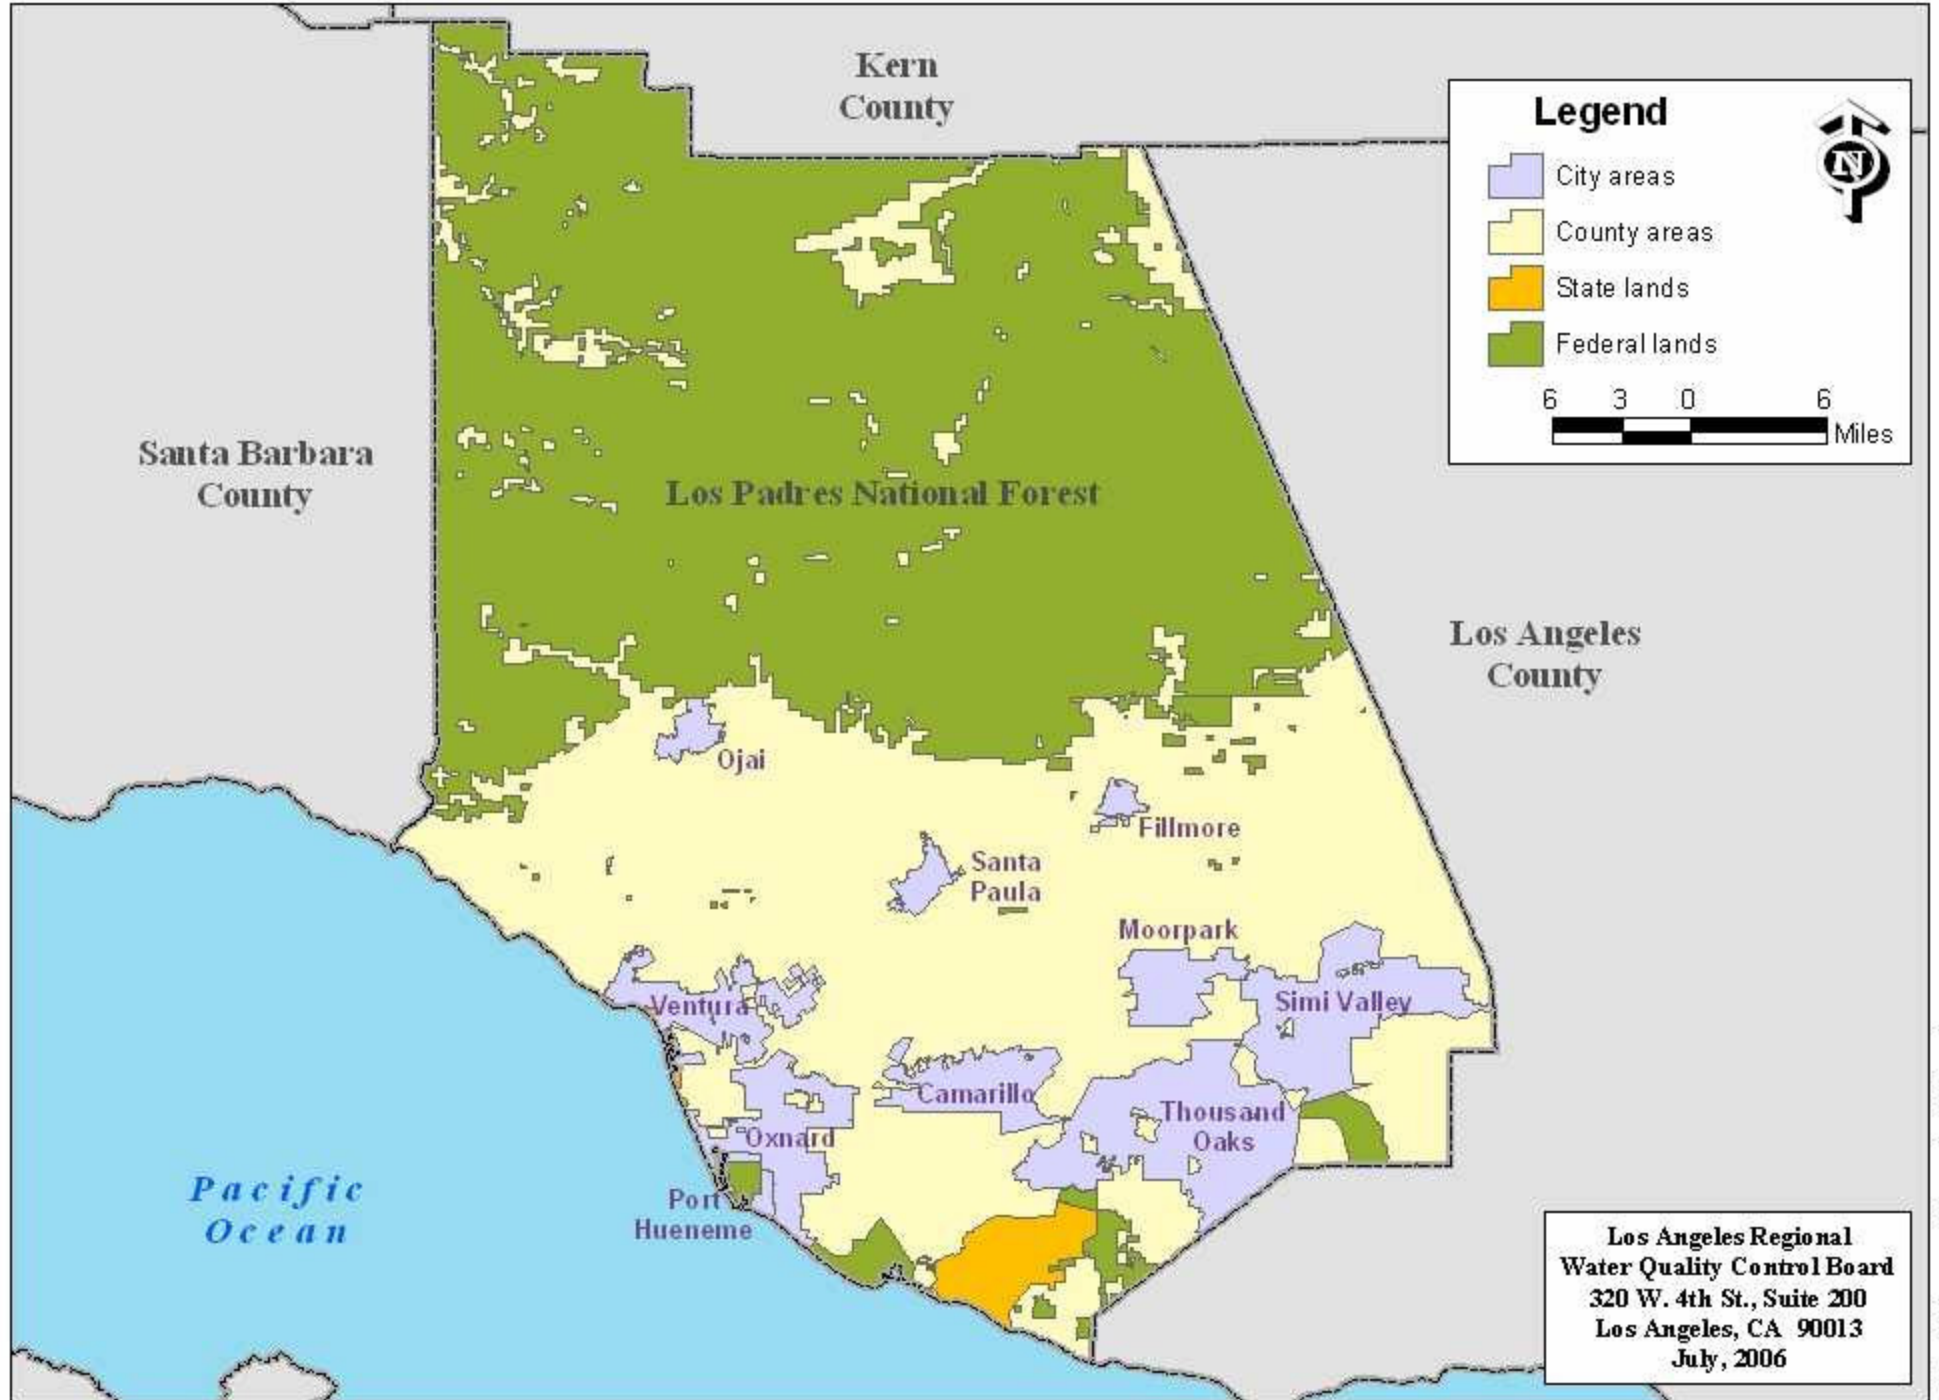 Kern
County
Legend
N
City areas
County areas
State lands
Federal lands
6 3 0 6
Miles
Santa Barbara
County
Los Padres National Forest
Los Angeles
County
Ojai
Fillmore
Santa
Paula
Moorpark
Ventura
Simi Valley
Camarillo
Thousand
Oaks
Oxnard
Port
Hueneme
Pacific
Ocean
Los Angeles Regional
Water Quality Control Board
320 W. 4th St., Suite 200
Los Angeles, CA 90013
July, 2006